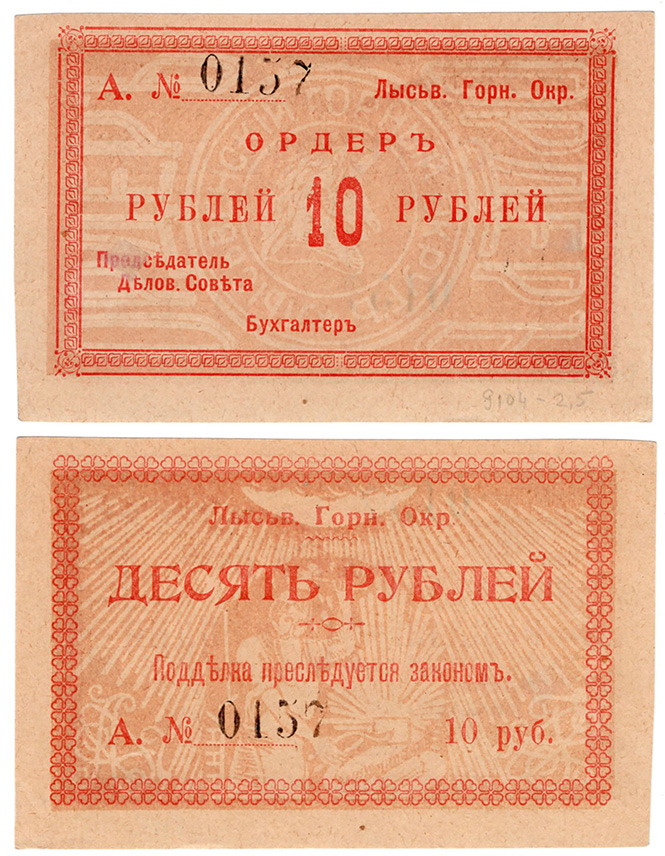 А. № 0157 Лысьв. Горн. Окр.
ОРДЕРЪ
РУБЛЕЙ 10 РУБЛЕЙ
Предсѣдатель
Дѣлов. Совѣта
Бухгалтеръ
9104-2,5
Лысьв. Горн. Окр.
ДЕСЯТЬ РУБЛЕЙ
Поддѣлка преслѣдуется закономъ.
А. № 0157 10 руб.